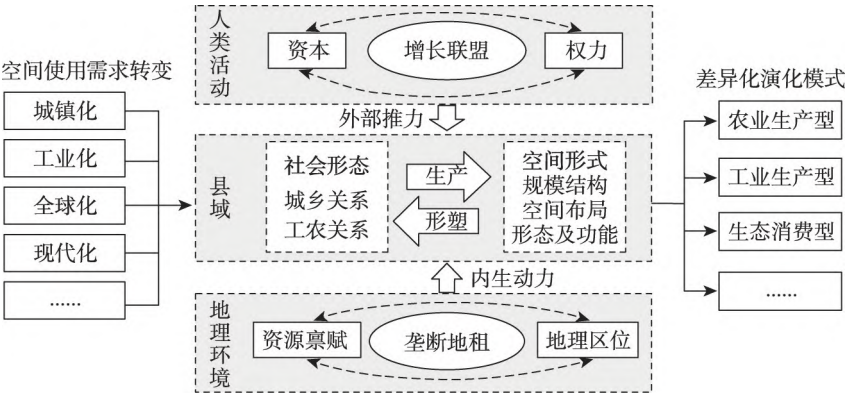 空间使用需求转变
城镇化
工业化
全球化
现代化
……
人类活动
资本
增长联盟
权力
外部推力
县域
社会形态
城乡关系
工农关系
生产
形塑
空间形式
规模结构
空间布局
形态及功能
内生动力
地理环境
资源禀赋
垄断地租
地理区位
差异化演化模式
农业生产型
工业生产型
生态消费型
……